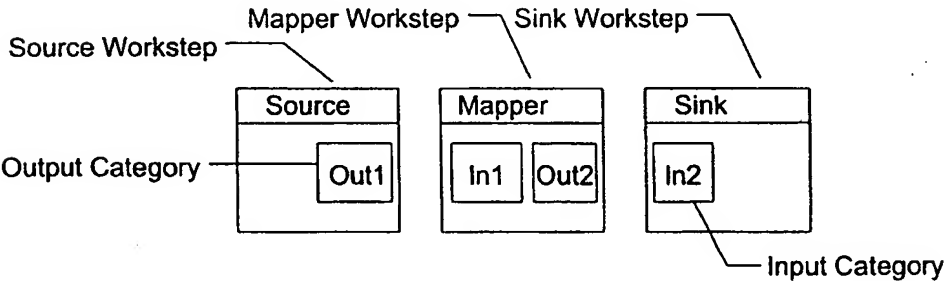 Mapper Workstep
Sink Workstep
Source Workstep
Source
Mapper
Sink
Output Category
Out1
In1
Out2
In2
Input Category